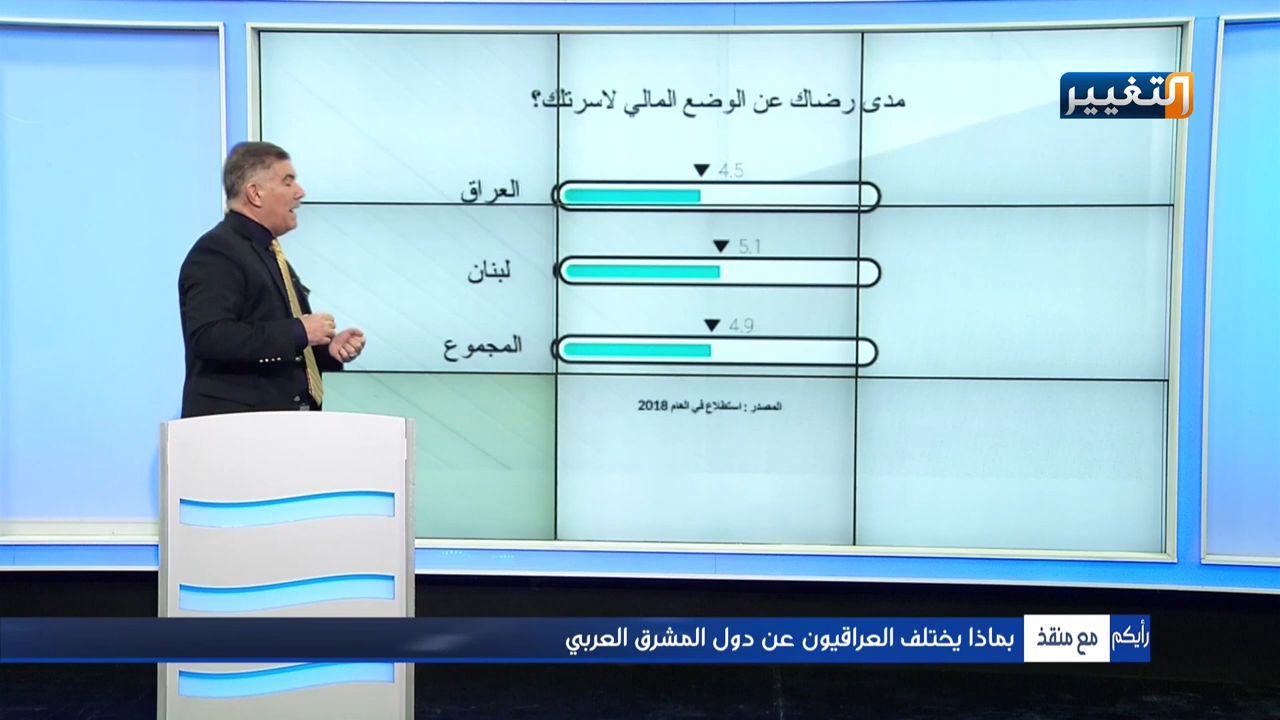 التغيير
مدى رضاك عن الوضع المالي لاسرتك؟
العراق 4.5
لبنان 5.1
المجموع 4.9
المصدر : استطلاع في العام 2018
رأيكم مع منقذ بماذا يختلف العراقيون عن دول المشرق العربي